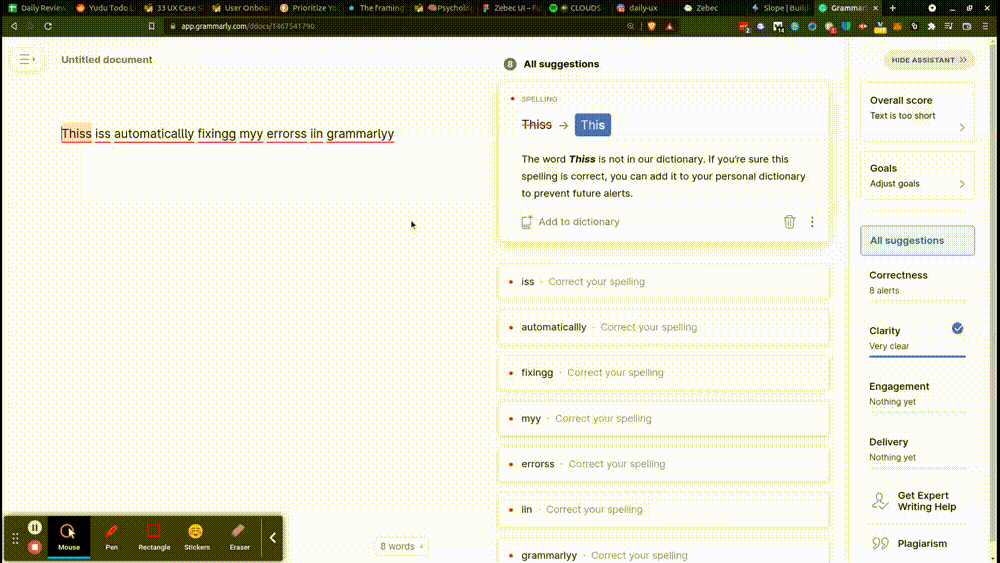 Daily Review
Yudu Todo L
33 UX Case S
User Onboa
Prioritize Yo
The framing
Psycholog
Zebec UI – Fi
CLOUDS
daily-ux
Zebec
Slope | Build
Gramma
app.grammarly.com/ddocs/1467541790
Untitled document
Thiss iss automaticallly fixingg myy errorss iin grammarlyy
8 All suggestions
SPELLING
Thiss → This
The word Thiss is not in our dictionary. If you're sure this
spelling is correct, you can add it to your personal dictionary
to prevent future alerts.
Add to dictionary
iss · Correct your spelling
automaticallly · Correct your spelling
fixingg · Correct your spelling
myy · Correct your spelling
errorss · Correct your spelling
iin · Correct your spelling
grammarlyy · Correct your spelling
HIDE ASSISTANT
Overall score
Text is too short
Goals
Adjust goals
All suggestions
Correctness
8 alerts
Clarity
Very clear
Engagement
Nothing yet
Delivery
Nothing yet
Get Expert
Writing Help
Plagiarism
8 words
Mouse
Pen
Rectangle
Stickers
Eraser